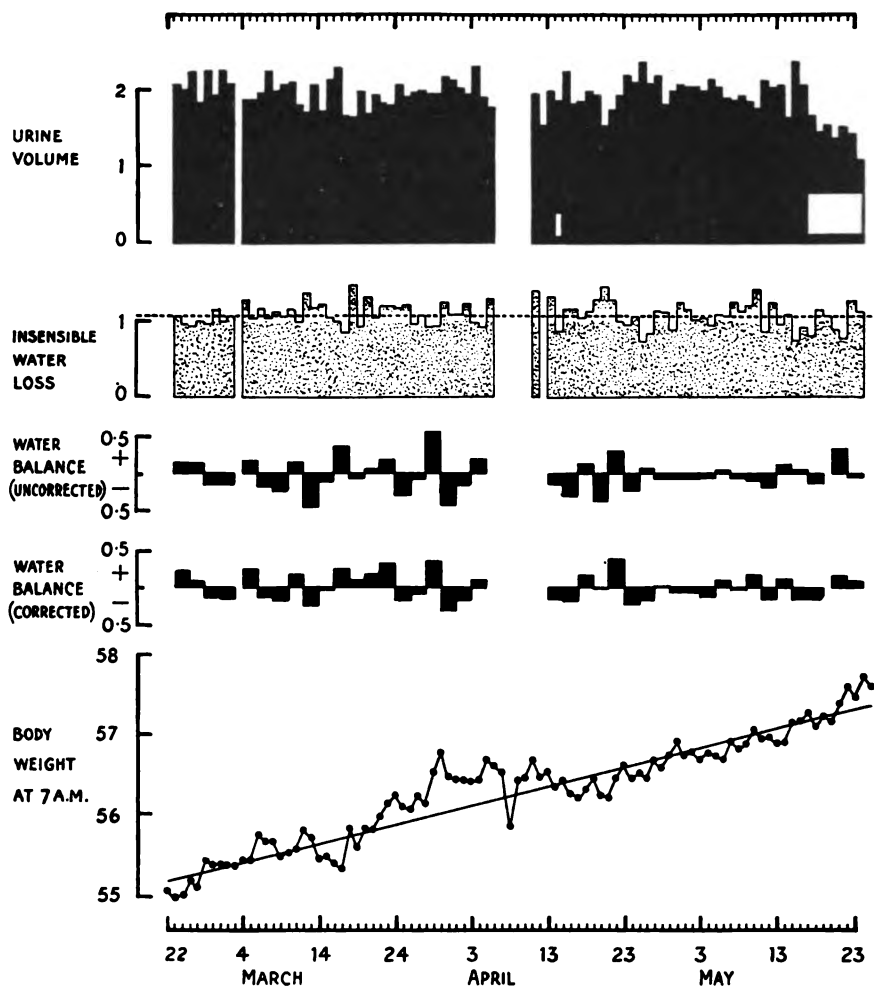 2
URINE
VOLUME
1
0
1
INSENSIBLE
WATER
LOSS
0
WATER
BALANCE
(UNCORRECTED)
0·5
+
−
0·5
WATER
BALANCE
(CORRECTED)
0·5
+
−
0·5
58
57
BODY
WEIGHT
AT 7 A.M.
56
55
22 4 14 24 3 13 23 3 13 23
MARCH APRIL MAY